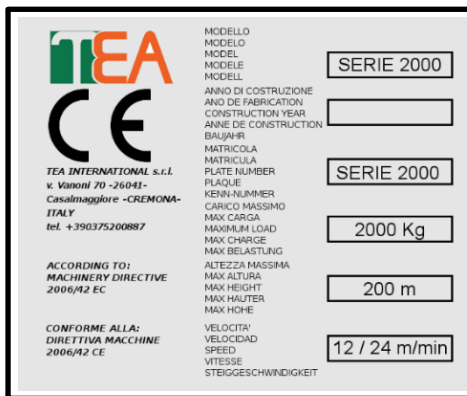 TEA
CE
TEA INTERNATIONAL s.r.l.
v. Vanoni 70 -26041-
Casalmaggiore -CREMONA-
ITALY
tel. +390375200887
ACCORDING TO:
MACHINERY DIRECTIVE
2006/42 EC
CONFORME ALLA:
DIRETTIVA MACCHINE
2006/42 CE
MODELLO
MODELO
MODEL
MODELE
MODELL
SERIE 2000
ANNO DI COSTRUZIONE
ANO DE FABRICATION
CONSTRUCTION YEAR
ANNE DE CONSTRUCTION
BAUJAHR
MATRICOLA
MATRICULA
PLATE NUMBER
PLAQUE
KENN-NUMMER
SERIE 2000
CARICO MASSIMO
MAX CARGA
MAXIMUM LOAD
MAX CHARGE
MAX BELASTUNG
2000 Kg
ALTEZZA MASSIMA
MAX ALTURA
MAX HEIGHT
MAX HAUTER
MAX HOHE
200 m
VELOCITA'
VELOCIDAD
SPEED
VITESSE
STEIGGESCHWINDIGKEIT
12 / 24 m/min